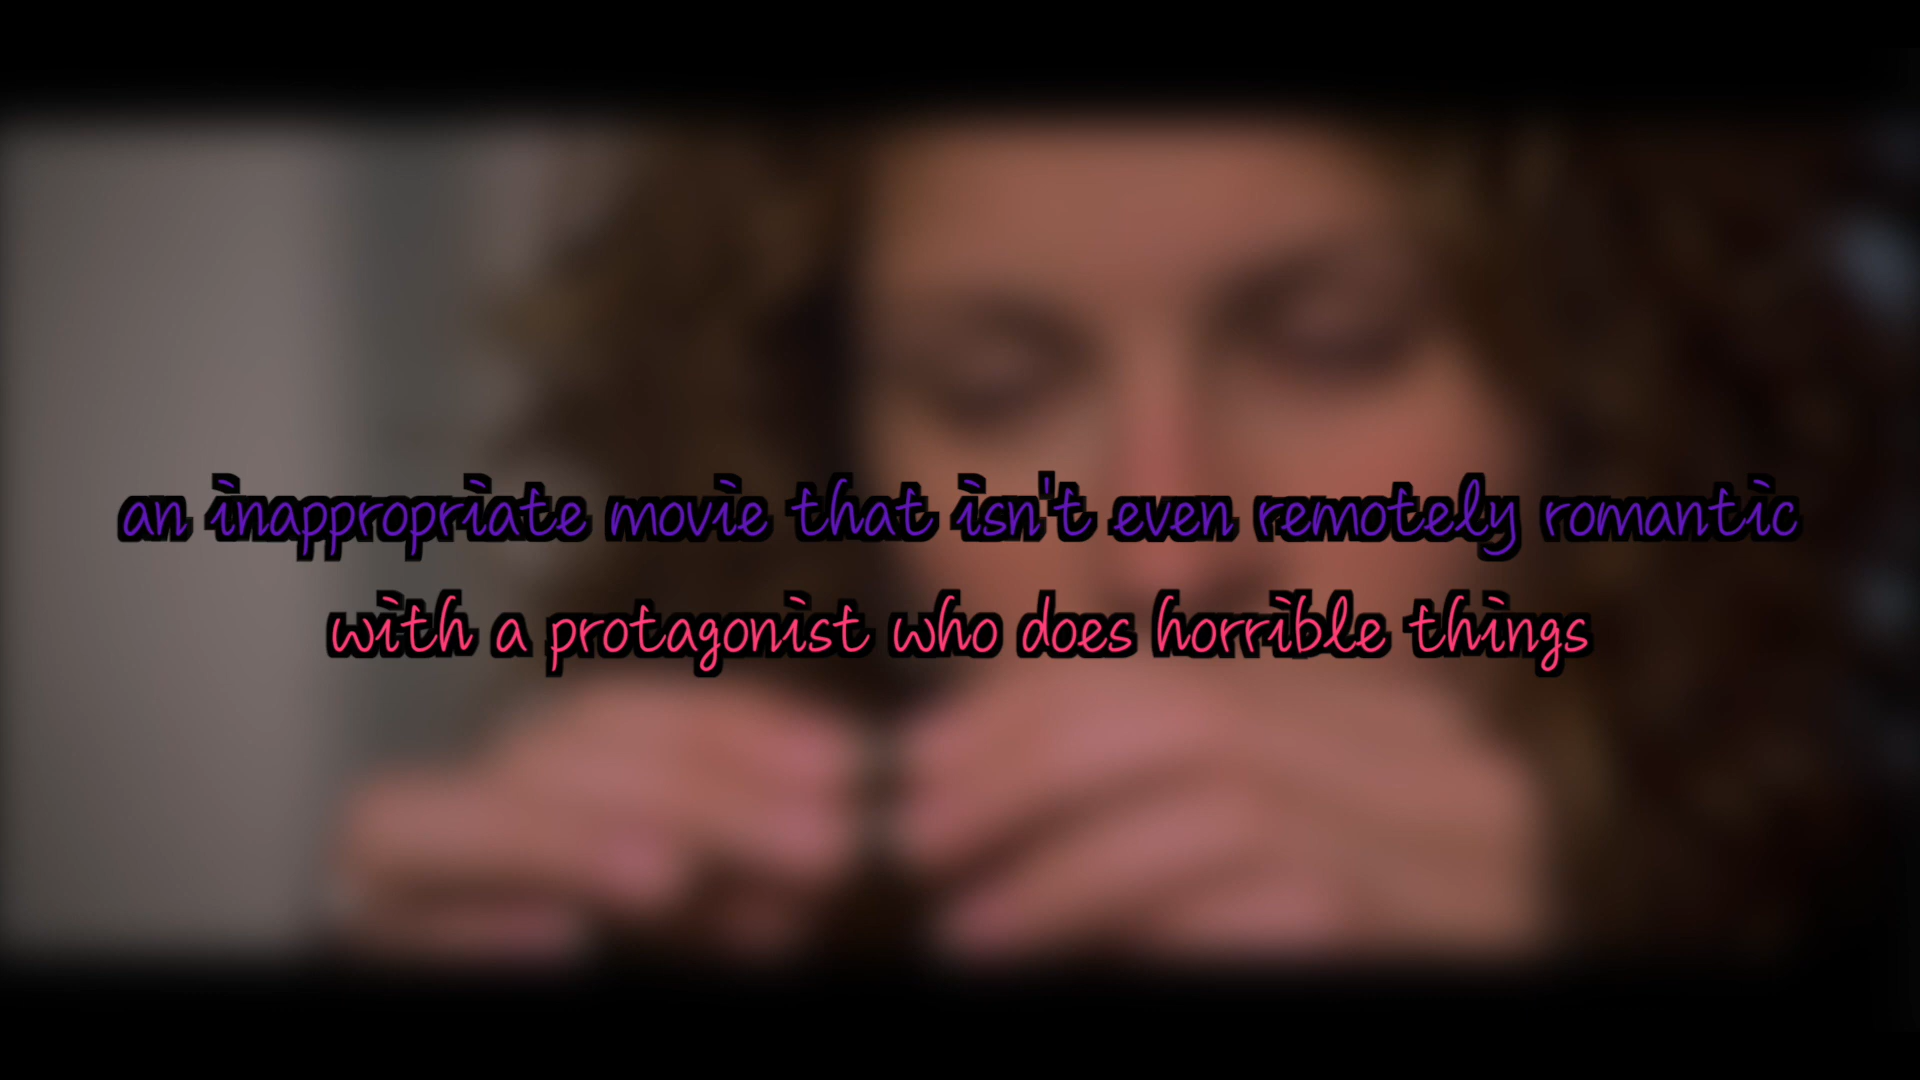 an inappropriate movie that isn't even remotely romantic
with a protagonist who does horrible things